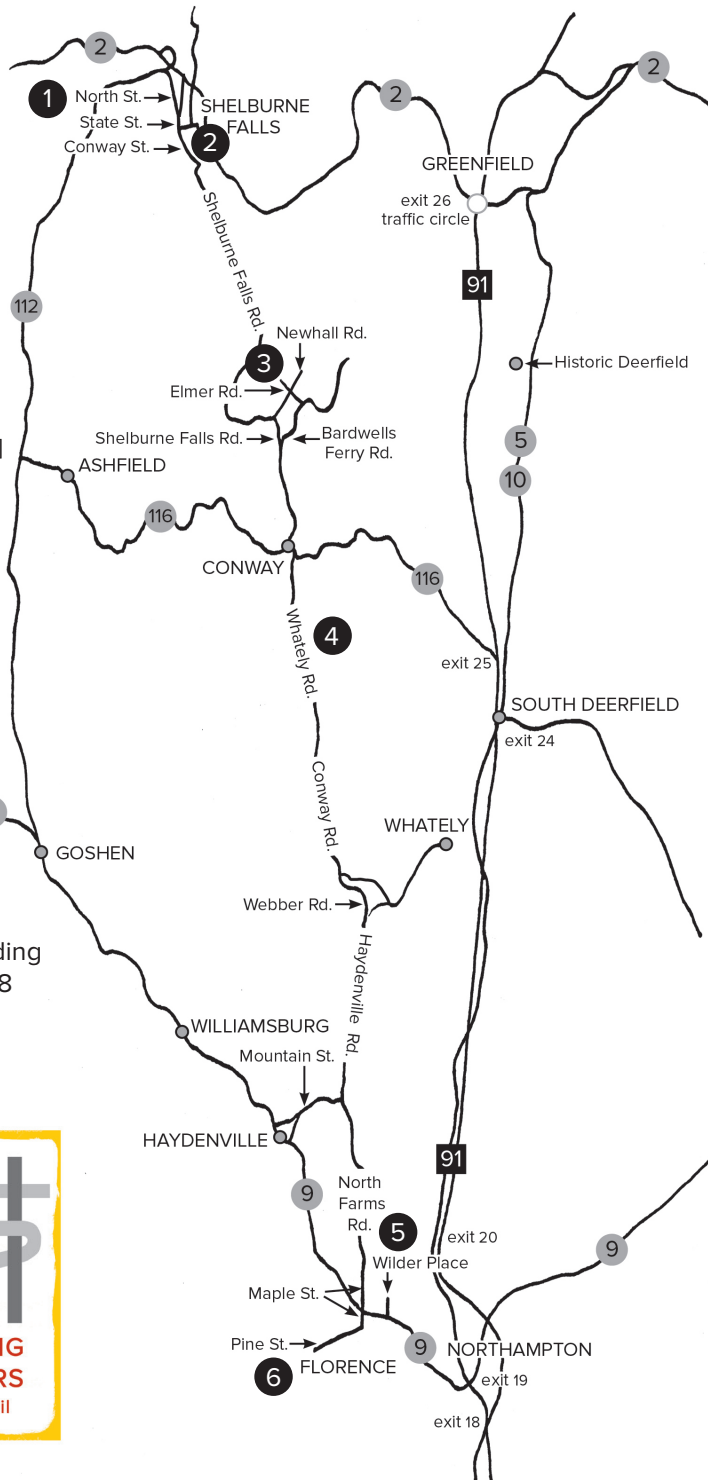 2
2
2
1
North St.
State St.
Conway St.
SHELBURNE
FALLS
2
GREENFIELD
exit 26
traffic circle
Shelburne Falls Rd.
91
112
Newhall Rd.
3
Elmer Rd.
Historic Deerfield
Shelburne Falls Rd.
Bardwells
Ferry Rd.
5
10
ASHFIELD
116
CONWAY
116
Whately Rd.
4
exit 25
SOUTH DEERFIELD
exit 24
Conway Rd.
WHATELY
GOSHEN
Webber Rd.
Haydenville Rd.
ding
8
WILLIAMSBURG
Mountain St.
HAYDENVILLE
91
9
North
Farms
Rd.
5
exit 20
Wilder Place
9
Maple St.
Pine St.
6
FLORENCE
9
NORTHAMPTON
exit 19
exit 18
NG
RS
il